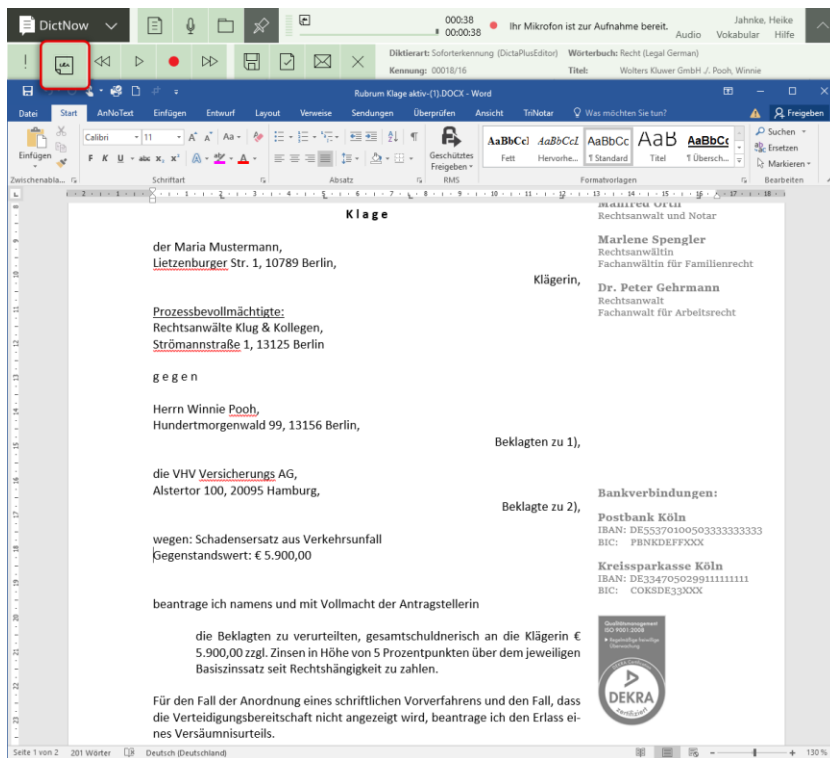 DictNow
000:38
00:00:38
Ihr Mikrofon ist zur Aufnahme bereit.
Jahnke, Heike
Audio Vokabular Hilfe
Diktierart: Soforterkennung (DictaPlusEditor) Wörterbuch: Recht (Legal German)
Kennung: 00018/16 Titel: Wolters Kluwer GmbH ./. Pooh, Winnie
Rubrum Klage aktiv-(1).DOCX - Word
Datei Start AnNoText Einfügen Entwurf Layout Verweise Sendungen Überprüfen Ansicht TriNotar Was möchten Sie tun? Freigeben
Calibri 11
Einfügen
F K U abc x, x²
Geschütztes Freigeben
AaBbCcI AaBbCcI AaBbCc AaB AaBbCc
Fett Hervorhe... ¶ Standard Titel ¶ Übersch...
Suchen
Ersetzen
Markieren
Zwischenabla... Schriftart Absatz RMS Formatvorlagen Bearbeiten
Klage
der Maria Mustermann,
Lietzenburger Str. 1, 10789 Berlin,
Klägerin,
Prozessbevollmächtigte:
Rechtsanwälte Klug & Kollegen,
Strömannstraße 1, 13125 Berlin
g e g e n
Herrn Winnie Pooh,
Hundertmorgenwald 99, 13156 Berlin,
Beklagten zu 1),
die VHV Versicherungs AG,
Alstertor 100, 20095 Hamburg,
Beklagte zu 2),
wegen: Schadensersatz aus Verkehrsunfall
Gegenstandswert: € 5.900,00
beantrage ich namens und mit Vollmacht der Antragstellerin
die Beklagten zu verurteilten, gesamtschuldnerisch an die Klägerin €
5.900,00 zzgl. Zinsen in Höhe von 5 Prozentpunkten über dem jeweiligen
Basiszinssatz seit Rechtshängigkeit zu zahlen.
Für den Fall der Anordnung eines schriftlichen Vorverfahrens und den Fall, dass
die Verteidigungsbereitschaft nicht angezeigt wird, beantrage ich den Erlass ei-
nes Versäumnisurteils.
Manfred Orth
Rechtsanwalt und Notar
Marlene Spengler
Rechtsanwältin
Fachanwältin für Familienrecht
Dr. Peter Gehrmann
Rechtsanwalt
Fachanwalt für Arbeitsrecht
Bankverbindungen:
Postbank Köln
IBAN: DE55370100503333333333
BIC: PBNKDEFFXXX
Kreissparkasse Köln
IBAN: DE33470502991111111
BIC: COKSDE33XXX
Qualitätsmanagement
ISO 9001:2008
DEKRA
zertifiziert
Seite 1 von 2 201 Wörter Deutsch (Deutschland) 130 %